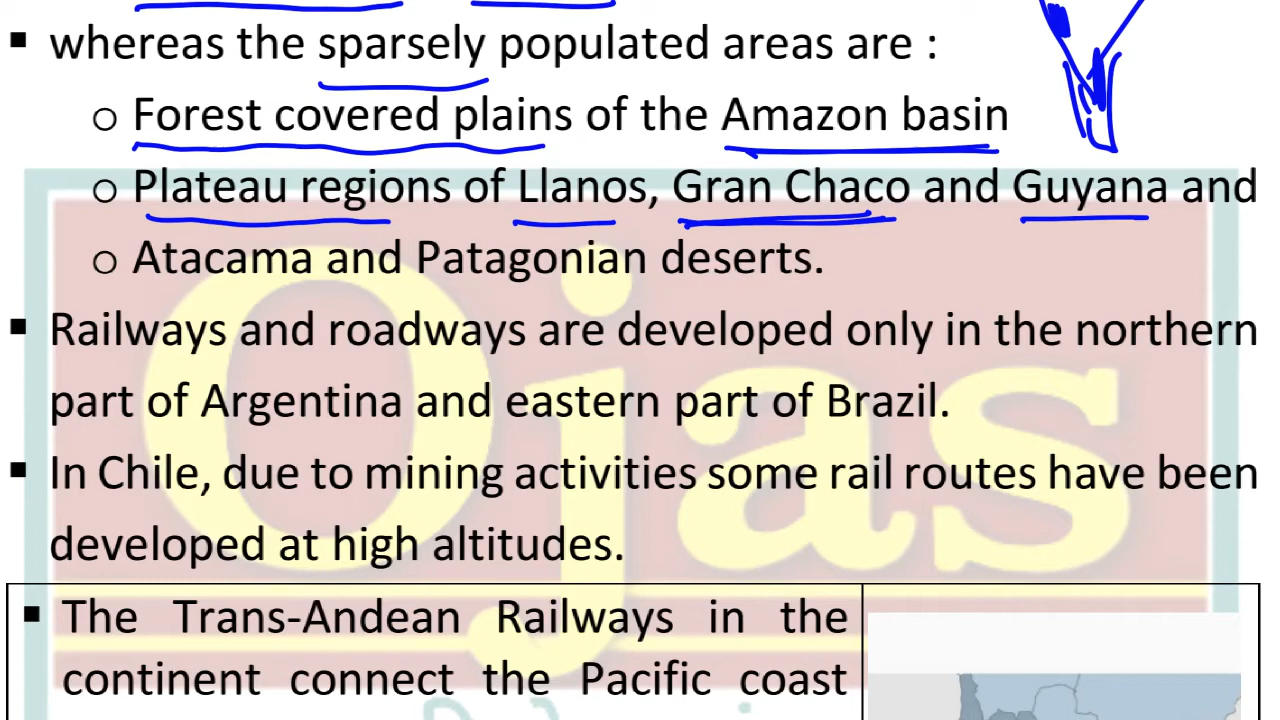 ▪ whereas the sparsely populated areas are :
o Forest covered plains of the Amazon basin
o Plateau regions of Llanos, Gran Chaco and Guyana and
o Atacama and Patagonian deserts.
▪ Railways and roadways are developed only in the northern
part of Argentina and eastern part of Brazil.
▪ In Chile, due to mining activities some rail routes have been
developed at high altitudes.
▪ The Trans-Andean Railways in the
continent connect the Pacific coast
Ojas